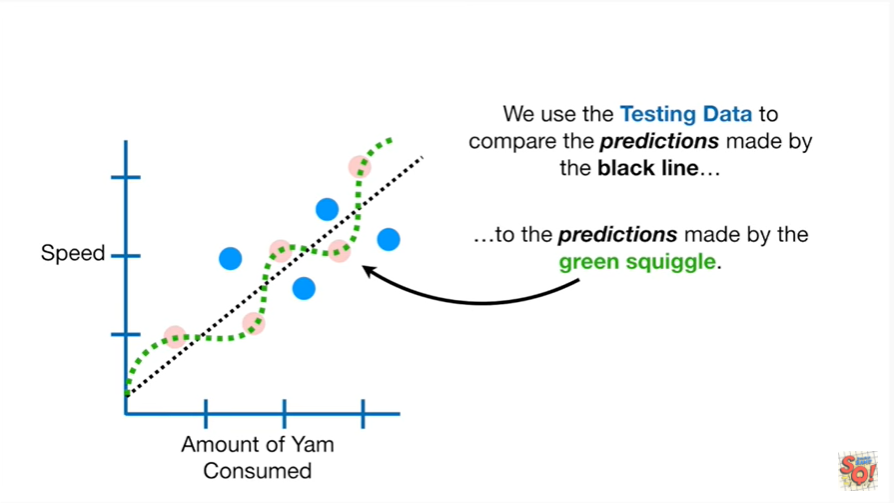 We use the Testing Data to
compare the predictions made by
the black line…
…to the predictions made by the
green squiggle.
Speed
Amount of Yam
Consumed
SQ!